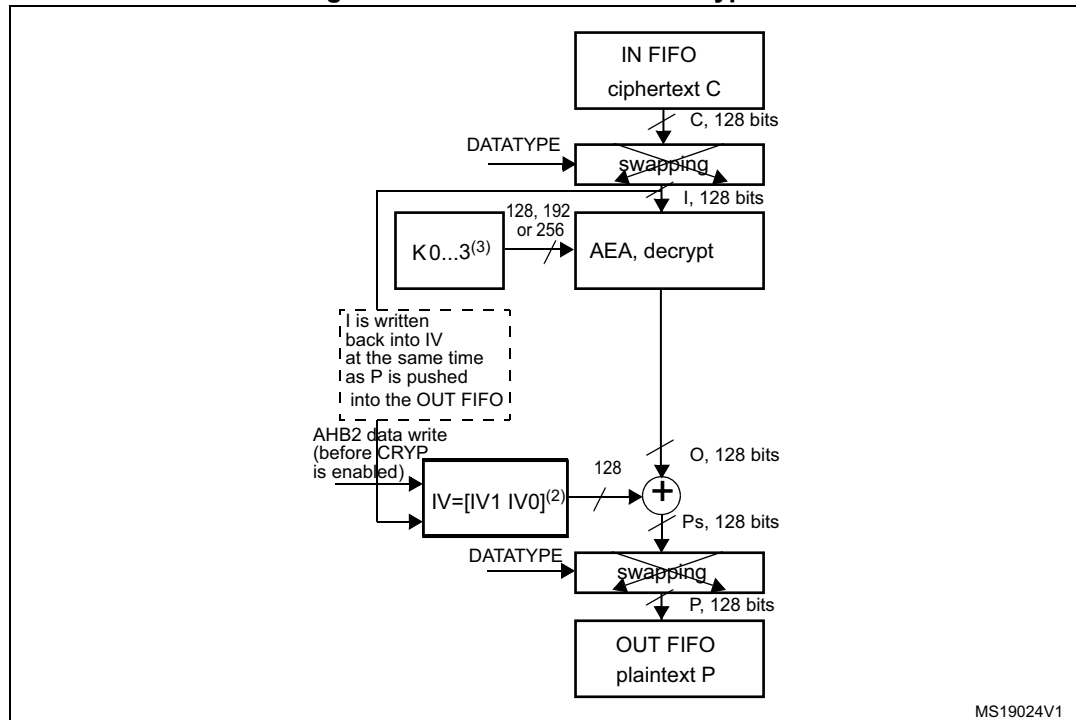 IN FIFO
ciphertext C
C, 128 bits
DATATYPE
swapping
I, 128 bits
128, 192
or 256
K 0...3(3)
AEA, decrypt
I is written
back into IV
at the same time
as P is pushed
into the OUT FIFO
AHB2 data write
(before CRYP
is enabled)
O, 128 bits
128
IV=[IV1 IV0](2)
+
Ps, 128 bits
DATATYPE
swapping
P, 128 bits
OUT FIFO
plaintext P
MS19024V1